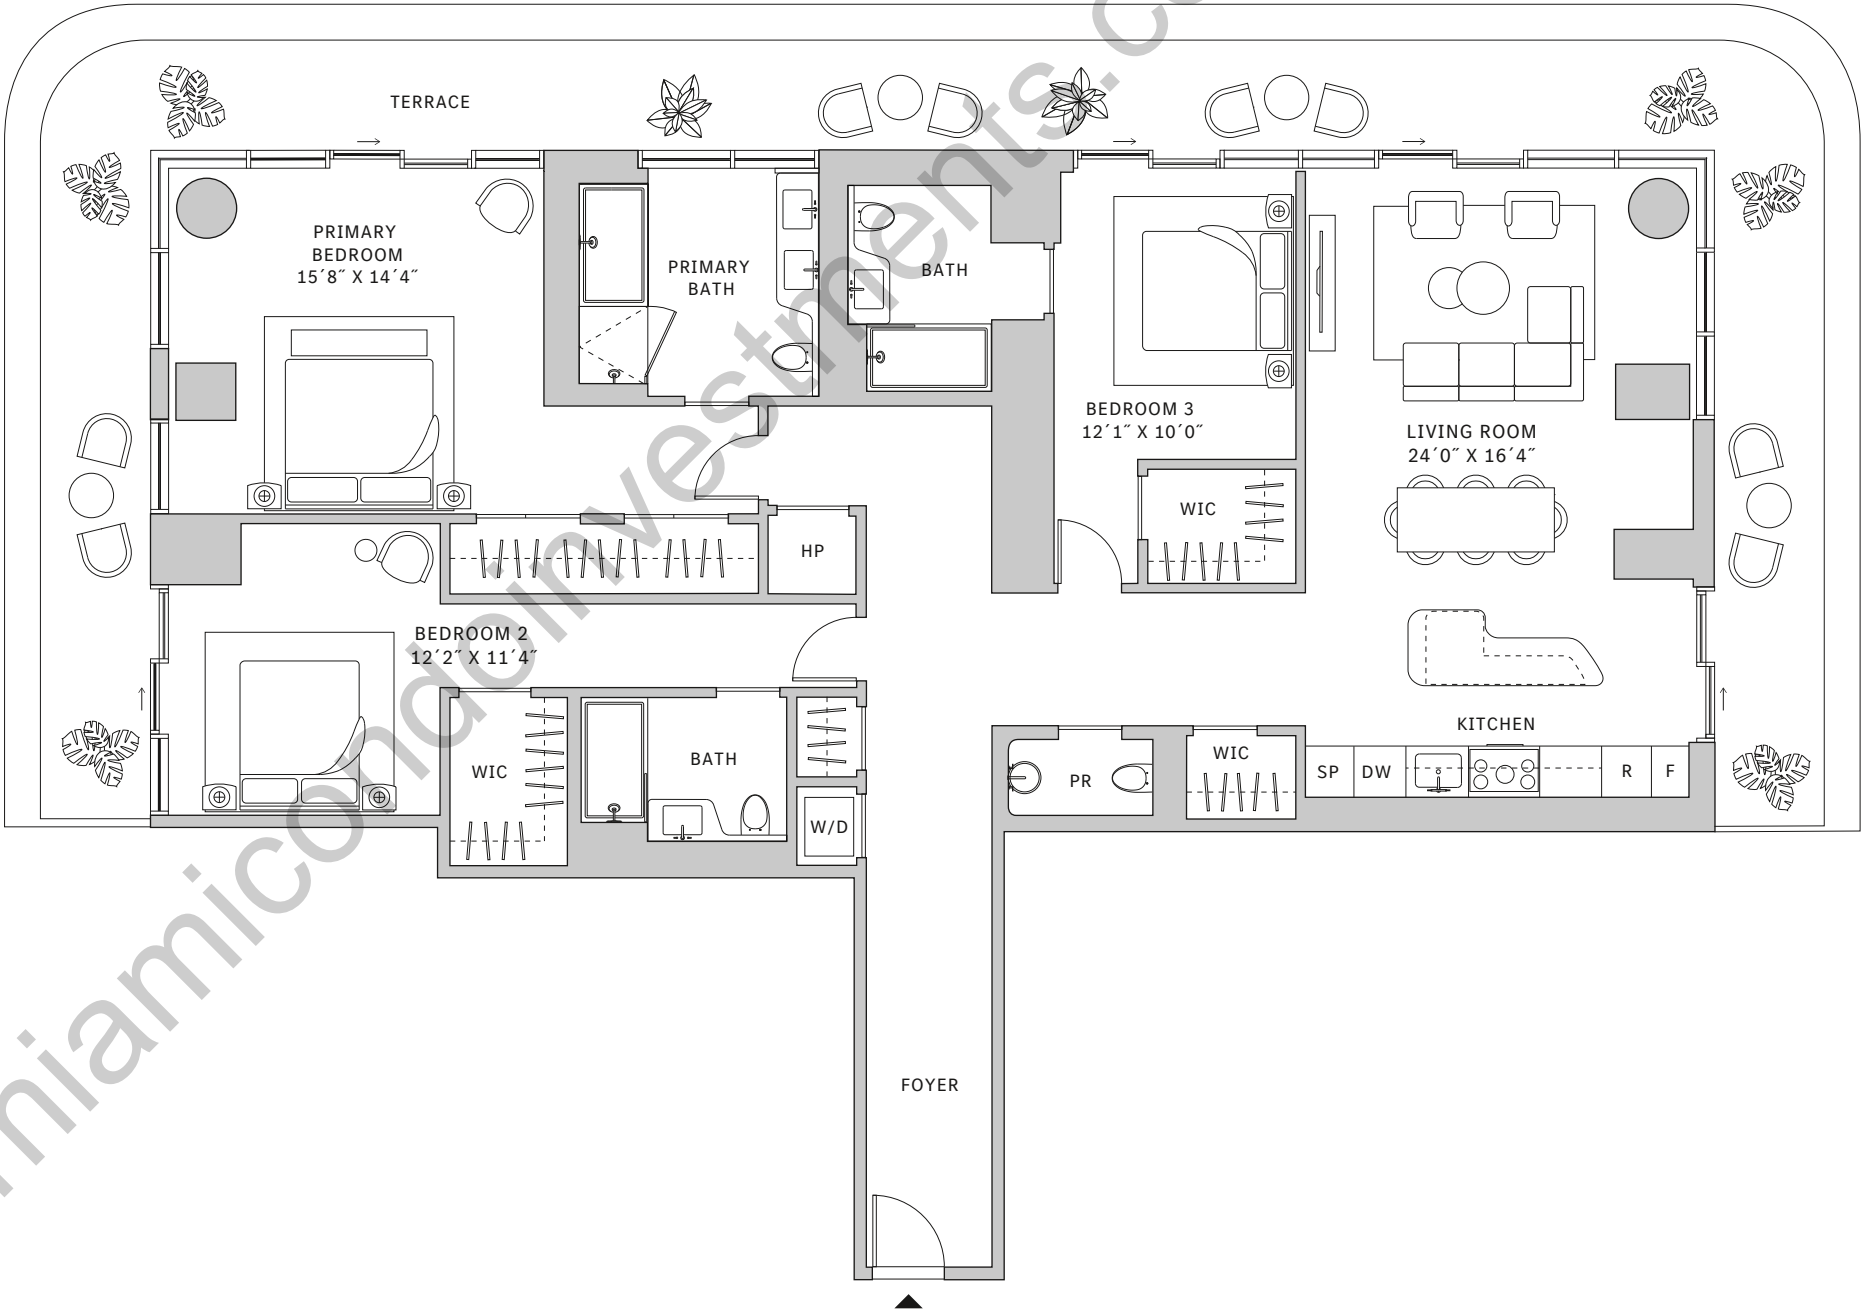 TERRACE
PRIMARY
BEDROOM
15´8˝ X 14´4˝
PRIMARY
BATH
BATH
BEDROOM 3
12´1˝ X 10´0˝
LIVING ROOM
24´0˝ X 16´4˝
WIC
HP
BEDROOM 2
12´2˝ X 11´4˝
WIC
BATH
W/D
PR
WIC
KITCHEN
SP
DW
R
F
FOYER
miamicondoinvestments.co